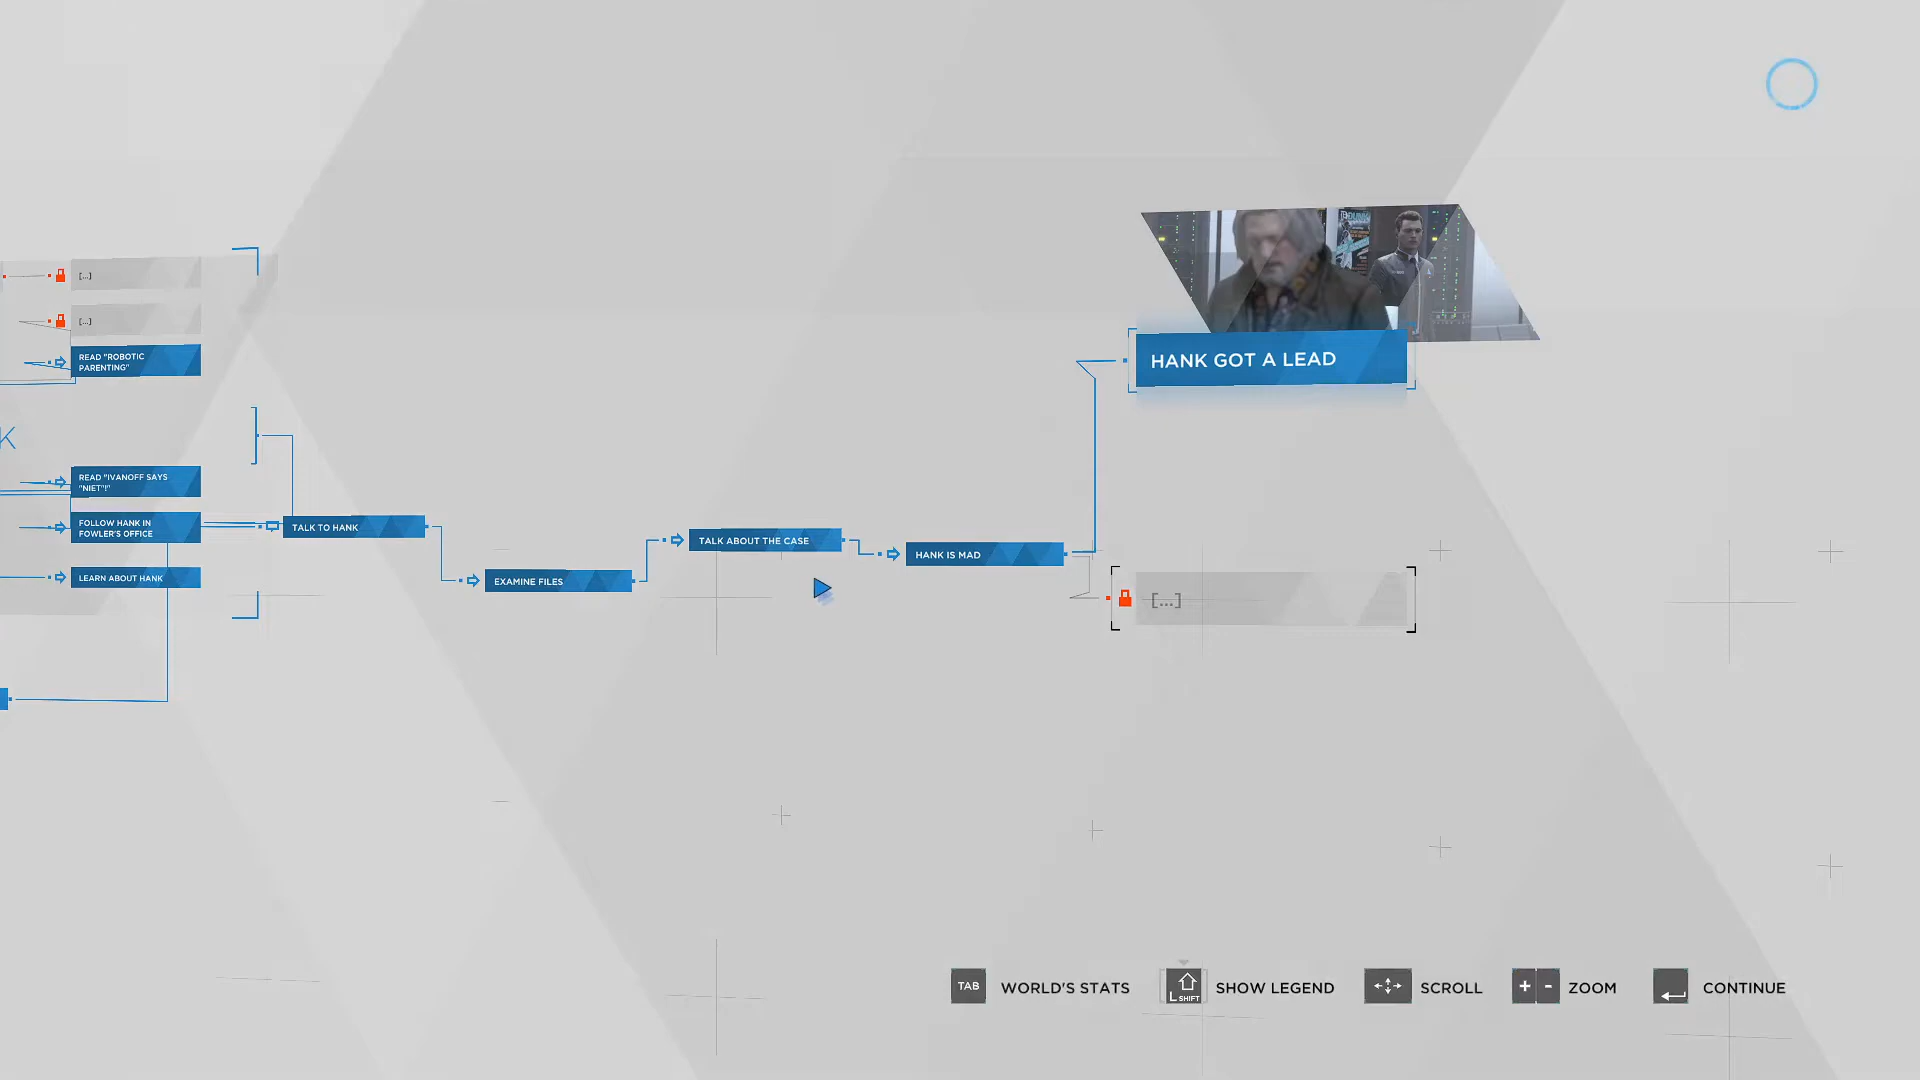 [...]
[...]
READ "ROBOTIC
PARENTING"
K
READ "IVANOFF SAYS
"NIET"!"
FOLLOW HANK IN
FOWLER'S OFFICE
LEARN ABOUT HANK
TALK TO HANK
EXAMINE FILES
TALK ABOUT THE CASE
HANK IS MAD
HANK GOT A LEAD
[...]
TAB WORLD'S STATS
L SHIFT SHOW LEGEND
SCROLL
+ - ZOOM
CONTINUE